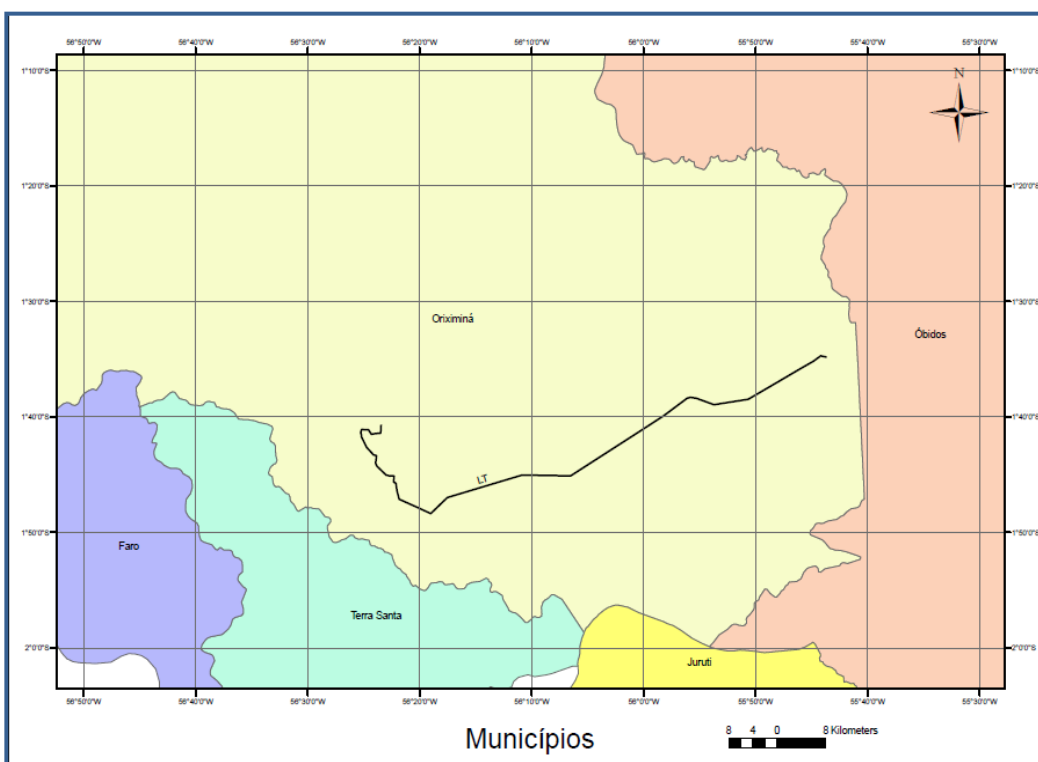 56°50'0"W 56°40'0"W 56°30'0"W 56°20'0"W 56°10'0"W 56°0'0"W 55°50'0"W 55°40'0"W 55°30'0"W
N
1°10'0"S 1°10'0"S
1°20'0"S 1°20'0"S
1°30'0"S 1°30'0"S
Oriximiná
Óbidos
1°40'0"S 1°40'0"S
LT
1°50'0"S 1°50'0"S
Faro
Terra Santa
2°0'0"S 2°0'0"S
Juruti
56°50'0"W 56°40'0"W 56°30'0"W 56°20'0"W 56°10'0"W 56°0'0"W 55°50'0"W 55°40'0"W 55°30'0"W
Municípios
8 4 0 8 Kilometers